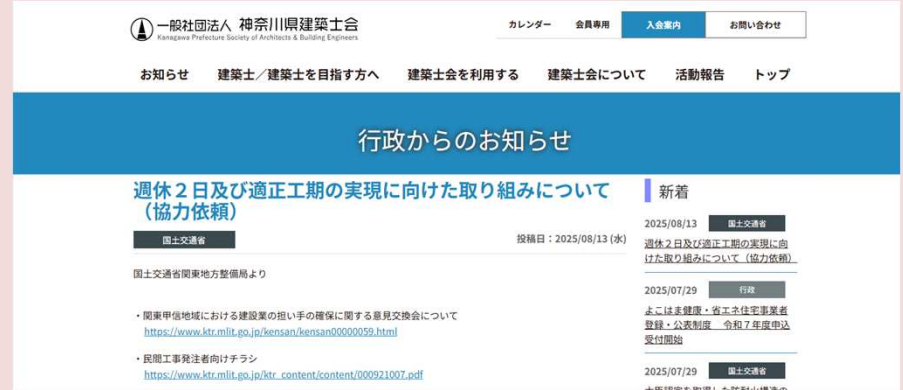 一般社団法人 神奈川県建築士会
Kanagawa Prefecture Society of Architects & Building Engineers
カレンダー 会員専用 入会案内 お問い合わせ
お知らせ 建築士／建築士を目指す方へ 建築士会を利用する 建築士会について 活動報告 トップ
行政からのお知らせ
週休２日及び適正工期の実現に向けた取り組みについて
（協力依頼）
国土交通省
投稿日：2025/08/13 (水)
国土交通省関東地方整備局より
・関東甲信地域における建設業の担い手の確保に関する意見交換会について
https://www.ktr.mlit.go.jp/kensan/kensan00000059.html
・民間工事発注者向けチラシ
https://www.ktr.mlit.go.jp/ktr_content/content/000921007.pdf
新着
2025/08/13 国土交通省
週休２日及び適正工期の実現に向
けた取り組みについて（協力依頼）
2025/07/29 行政
よこはま健康・省エネ住宅事業者
登録・公表制度　令和７年度申込
受付開始
2025/07/29 国土交通省